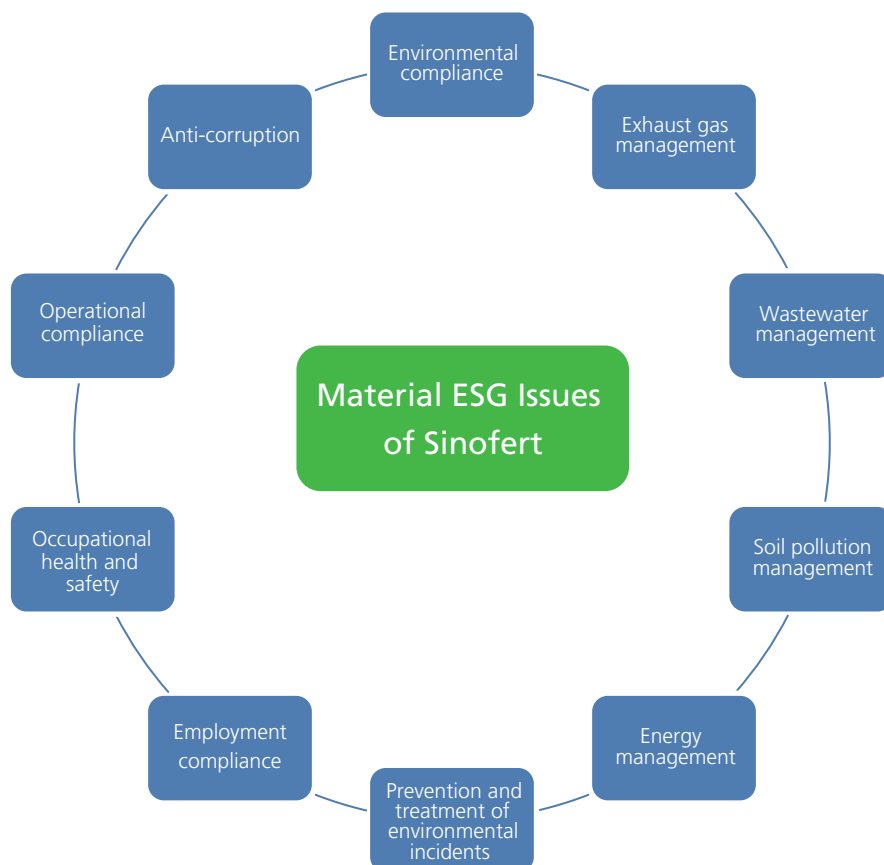 Environmental
compliance
Exhaust gas
management
Wastewater
management
Soil pollution
management
Energy
management
Prevention and
treatment of
environmental
incidents
Employment
compliance
Occupational
health and
safety
Operational
compliance
Anti-corruption
Material ESG Issues
of Sinofert